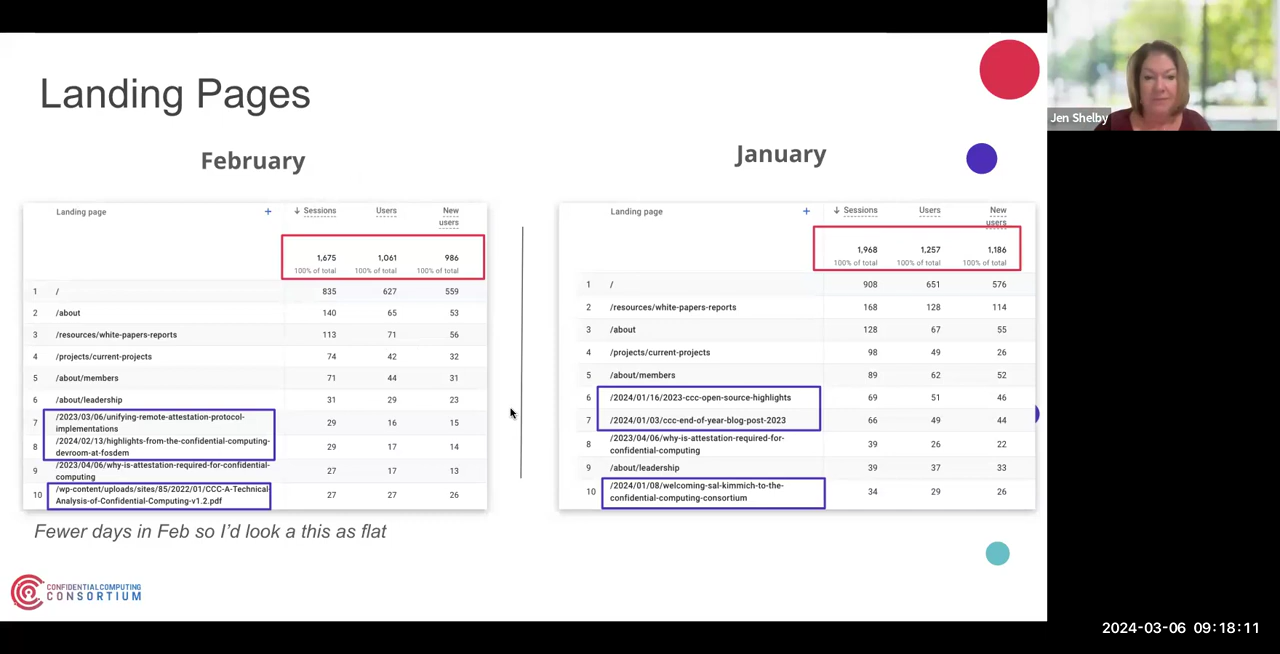 Landing Pages
Jen Shelby
February
Landing page + ↓ Sessions Users New
users
1,675 1,061 986
100% of total 100% of total 100% of total
1 / 835 627 559
2 /about 140 65 53
3 /resources/white-papers-reports 113 71 56
4 /projects/current-projects 74 42 32
5 /about/members 71 44 31
6 /about/leadership 31 29 23
7 /2023/03/06/unifying-remote-attestation-protocol-
implementations 29 16 15
8 /2024/02/13/highlights-from-the-confidential-computing-
devroom-at-fosdem 29 17 14
9 /2023/04/06/why-is-attestation-required-for-confidential-
computing 27 17 13
10 /wp-content/uploads/sites/85/2022/01/CCC-A-Technical-
Analysis-of-Confidential-Computing-v1.2.pdf 27 27 26
January
Landing page + ↓ Sessions Users New
users
1,968 1,257 1,186
100% of total 100% of total 100% of total
1 / 908 651 576
2 /resources/white-papers-reports 168 128 114
3 /about 128 67 55
4 /projects/current-projects 98 49 26
5 /about/members 89 62 52
6 /2024/01/16/2023-ccc-open-source-highlights 69 51 46
7 /2024/01/03/ccc-end-of-year-blog-post-2023 66 49 44
8 /2023/04/06/why-is-attestation-required-for-
confidential-computing 39 26 22
9 /about/leadership 39 37 33
10 /2024/01/08/welcoming-sal-kimmich-to-the-
confidential-computing-consortium 34 29 26
Fewer days in Feb so I'd look a this as flat
CONFIDENTIAL COMPUTING
CONSORTIUM
2024-03-06 09:18:11